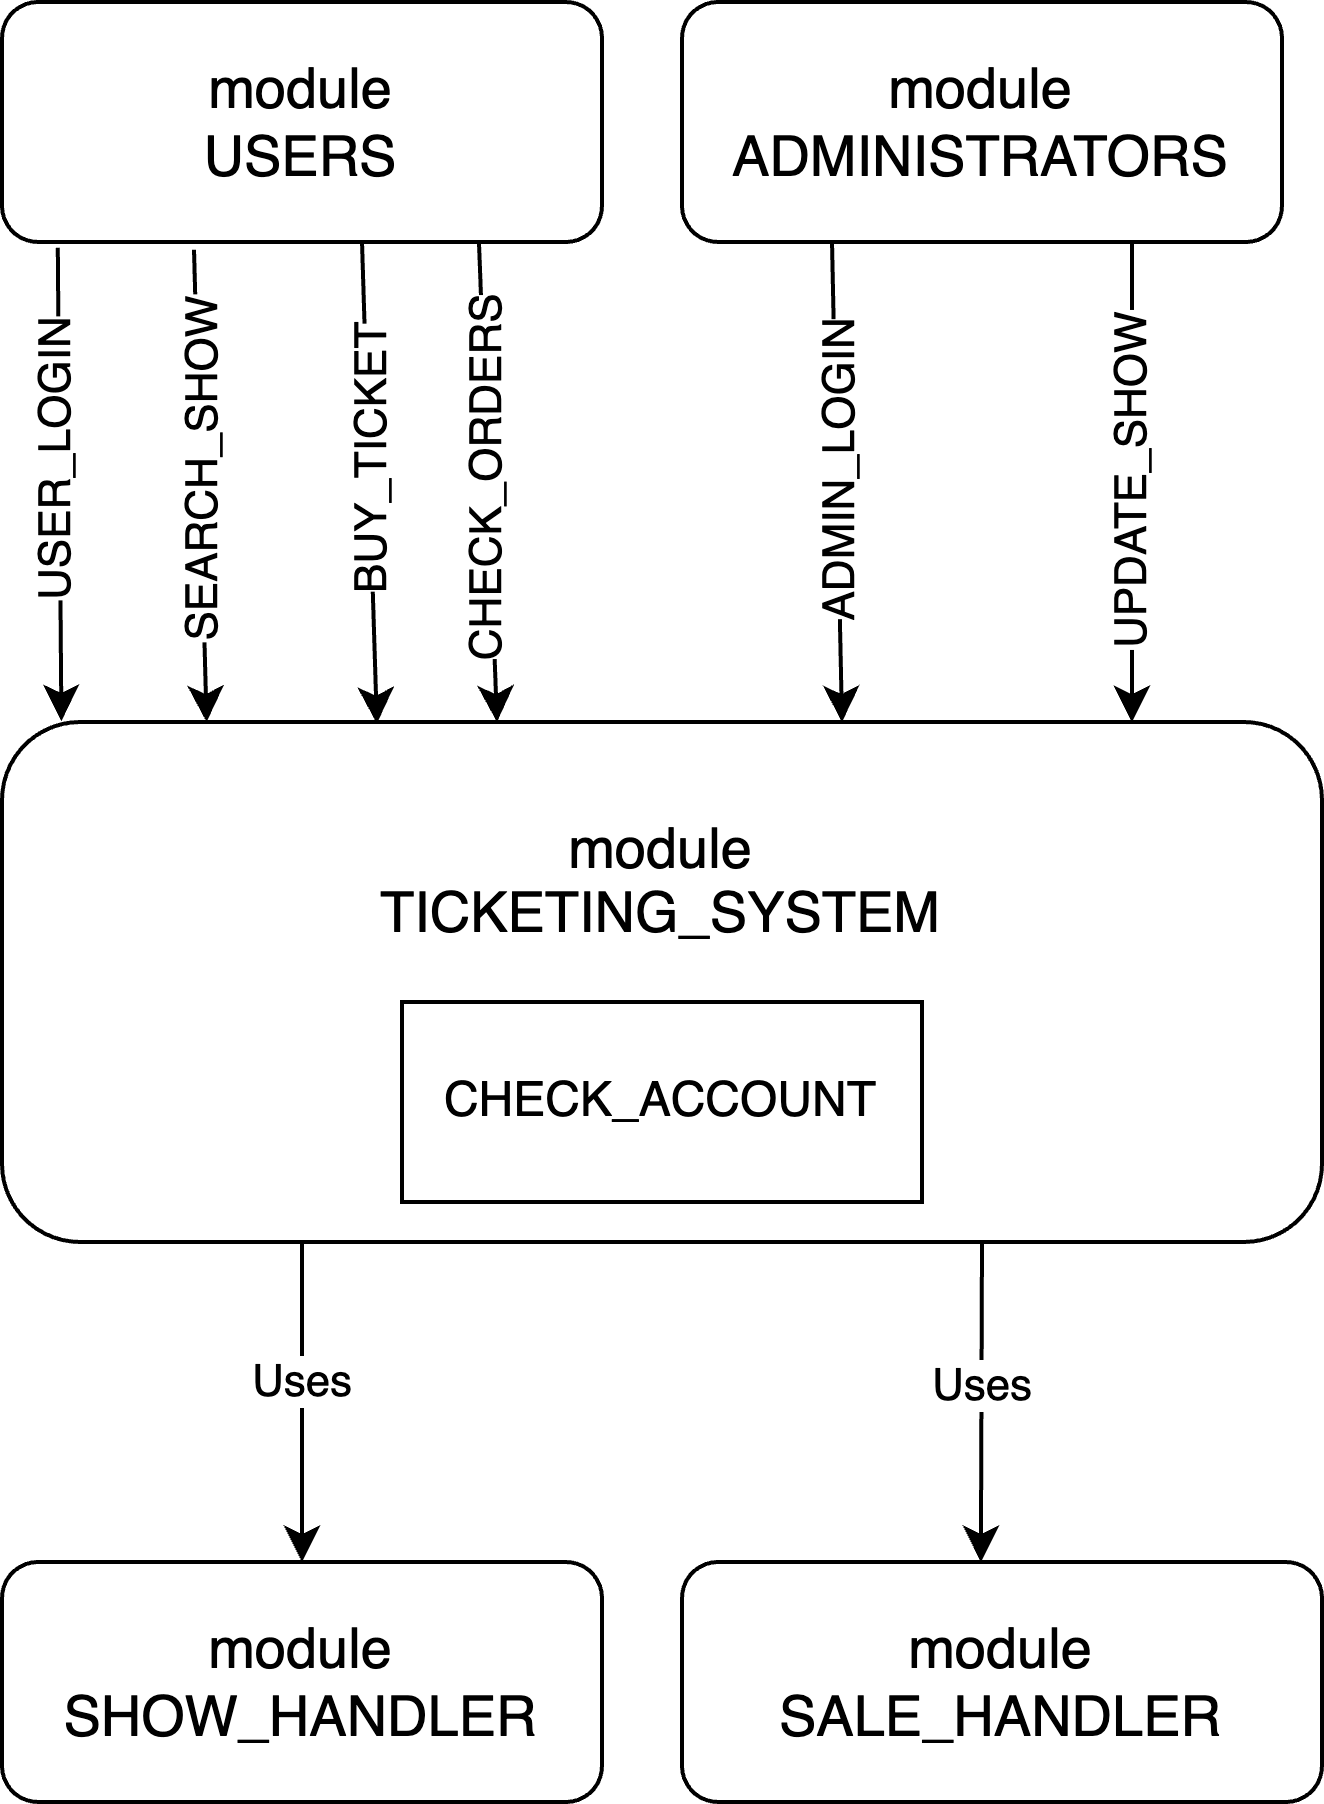 module
USERS
module
ADMINISTRATORS
USER_LOGIN
SEARCH_SHOW
BUY_TICKET
CHECK_ORDERS
ADMIN_LOGIN
UPDATE_SHOW
module
TICKETING_SYSTEM
CHECK_ACCOUNT
Uses
Uses
module
SHOW_HANDLER
module
SALE_HANDLER